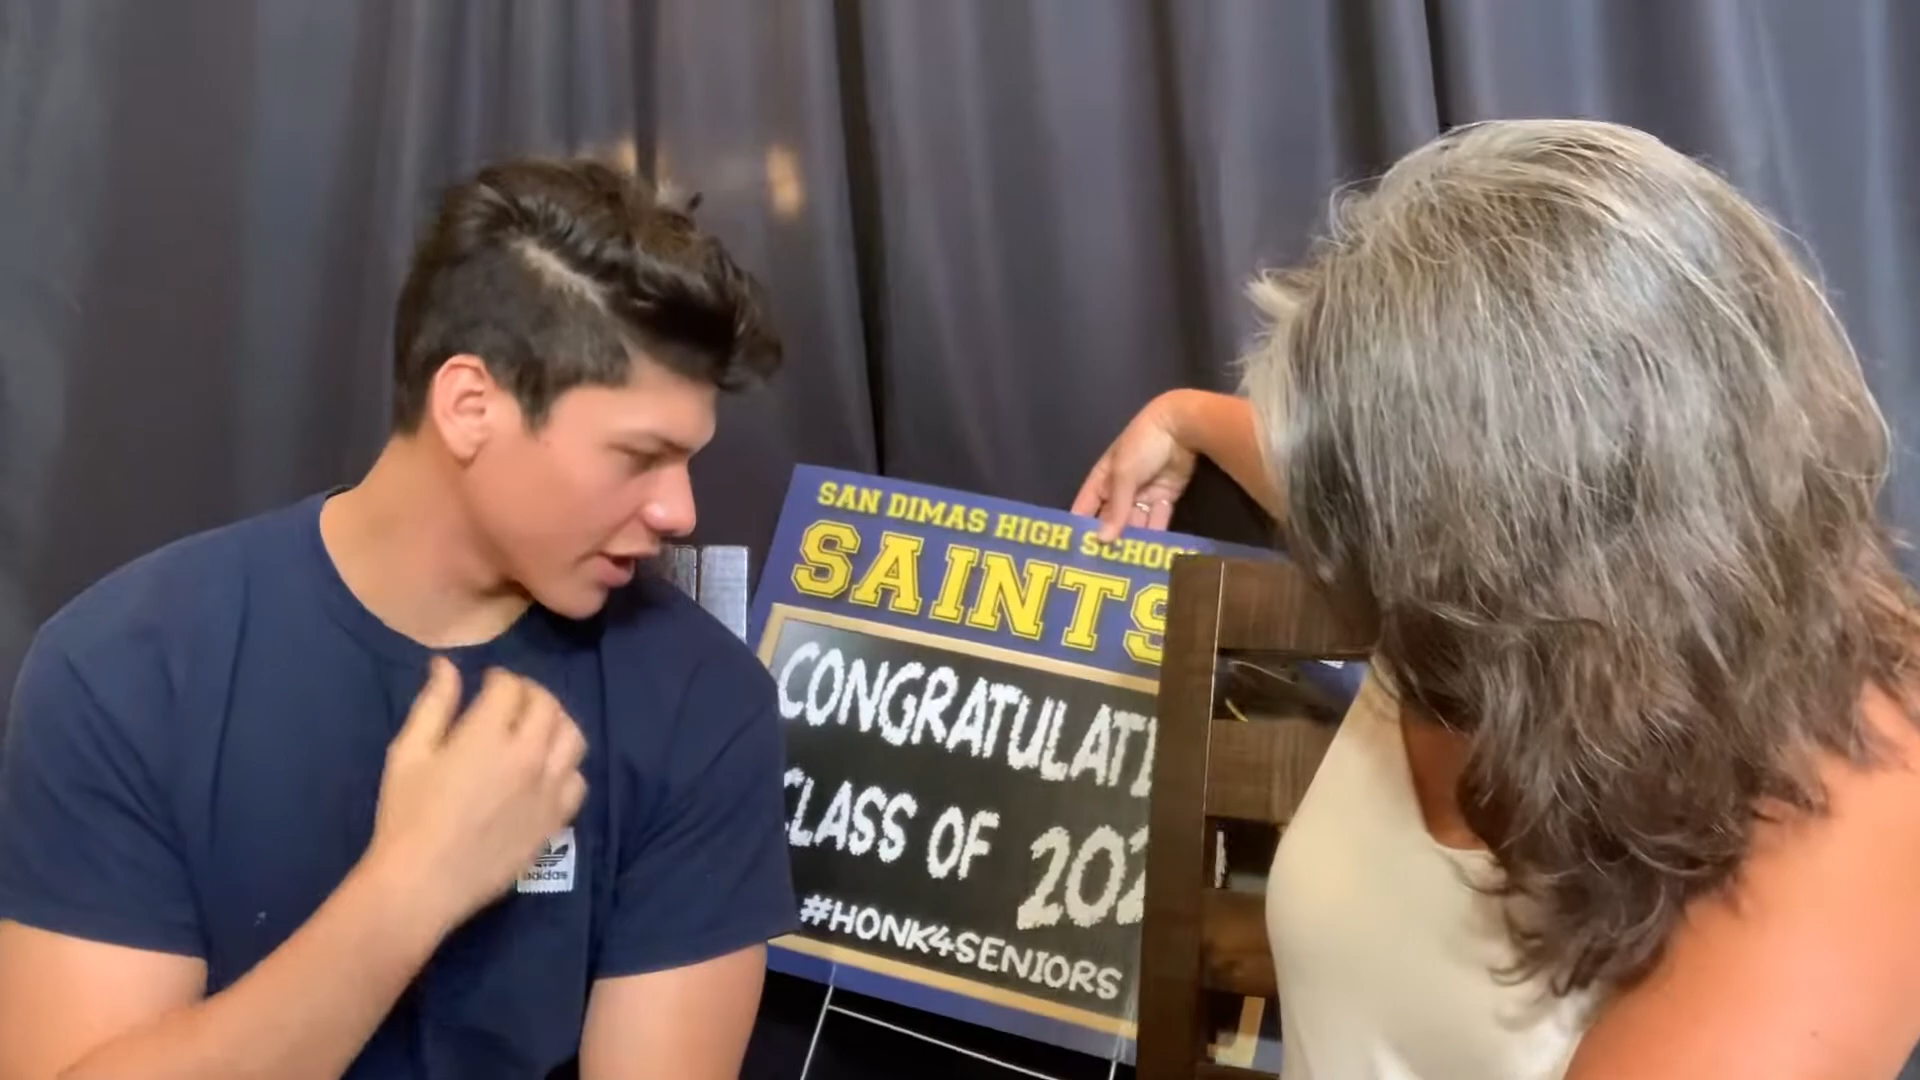 SAN DIMAS HIGH SCHOO
SAINTS
CONGRATULATI
CLASS OF 202
#HONK4SENIORS
adidas